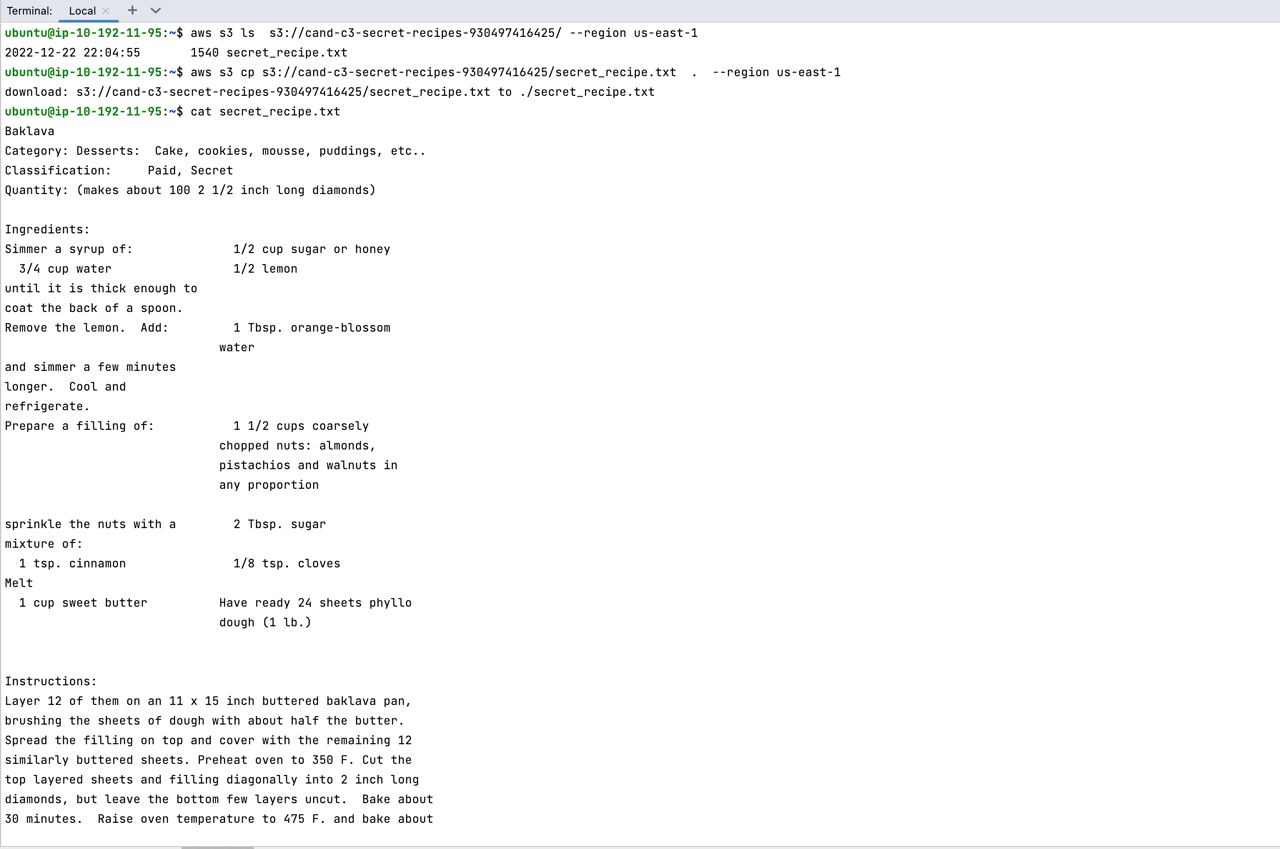 Terminal: Local × +
ubuntu@ip-10-192-11-95:~$ aws s3 ls  s3://cand-c3-secret-recipes-930497416425/ --region us-east-1
2022-12-22 22:04:55       1540 secret_recipe.txt
ubuntu@ip-10-192-11-95:~$ aws s3 cp s3://cand-c3-secret-recipes-930497416425/secret_recipe.txt  .  --region us-east-1
download: s3://cand-c3-secret-recipes-930497416425/secret_recipe.txt to ./secret_recipe.txt
ubuntu@ip-10-192-11-95:~$ cat secret_recipe.txt
Baklava
Category: Desserts:  Cake, cookies, mousse, puddings, etc..
Classification:     Paid, Secret
Quantity: (makes about 100 2 1/2 inch long diamonds)

Ingredients:
Simmer a syrup of:              1/2 cup sugar or honey
  3/4 cup water                 1/2 lemon
until it is thick enough to
coat the back of a spoon.
Remove the lemon.  Add:         1 Tbsp. orange-blossom
                              water
and simmer a few minutes
longer.  Cool and
refrigerate.
Prepare a filling of:           1 1/2 cups coarsely
                              chopped nuts: almonds,
                              pistachios and walnuts in
                              any proportion

sprinkle the nuts with a        2 Tbsp. sugar
mixture of:
  1 tsp. cinnamon               1/8 tsp. cloves
Melt
  1 cup sweet butter          Have ready 24 sheets phyllo
                              dough (1 lb.)


Instructions:
Layer 12 of them on an 11 x 15 inch buttered baklava pan,
brushing the sheets of dough with about half the butter.
Spread the filling on top and cover with the remaining 12
similarly buttered sheets. Preheat oven to 350 F. Cut the
top layered sheets and filling diagonally into 2 inch long
diamonds, but leave the bottom few layers uncut.  Bake about
30 minutes.  Raise oven temperature to 475 F. and bake about